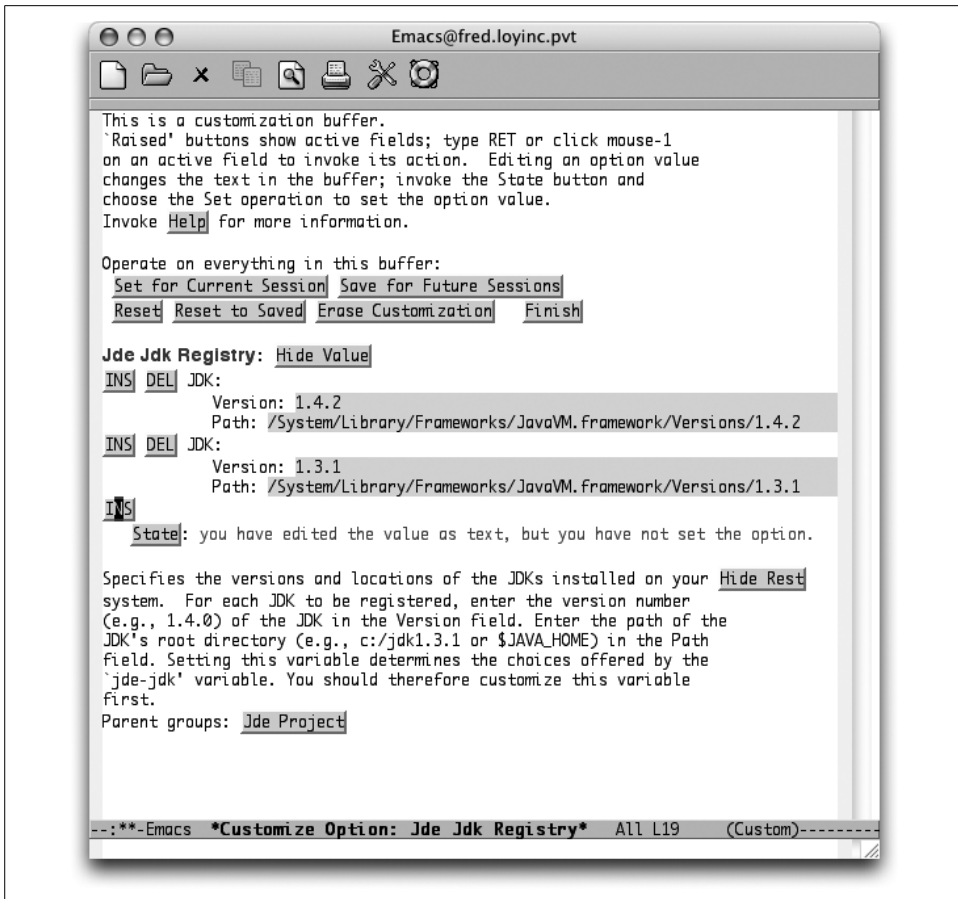 Emacs@fred.loyinc.pvt
This is a customization buffer.
`Raised' buttons show active fields; type RET or click mouse-1
on an active field to invoke its action.  Editing an option value
changes the text in the buffer; invoke the State button and
choose the Set operation to set the option value.
Invoke Help for more information.
Operate on everything in this buffer:
Set for Current Session Save for Future Sessions
Reset Reset to Saved Erase Customization Finish
Jde Jdk Registry: Hide Value
INS DEL JDK:
Version: 1.4.2
Path: /System/Library/Frameworks/JavaVM.framework/Versions/1.4.2
INS DEL JDK:
Version: 1.3.1
Path: /System/Library/Frameworks/JavaVM.framework/Versions/1.3.1
INS
State: you have edited the value as text, but you have not set the option.
Specifies the versions and locations of the JDKs installed on your Hide Rest
system.  For each JDK to be registered, enter the version number
(e.g., 1.4.0) of the JDK in the Version field. Enter the path of the
JDK's root directory (e.g., c:/jdk1.3.1 or $JAVA_HOME) in the Path
field. Setting this variable determines the choices offered by the
`jde-jdk' variable. You should therefore customize this variable
first.
Parent groups: Jde Project
--:**-Emacs  *Customize Option: Jde Jdk Registry*   All L19     (Custom)---------